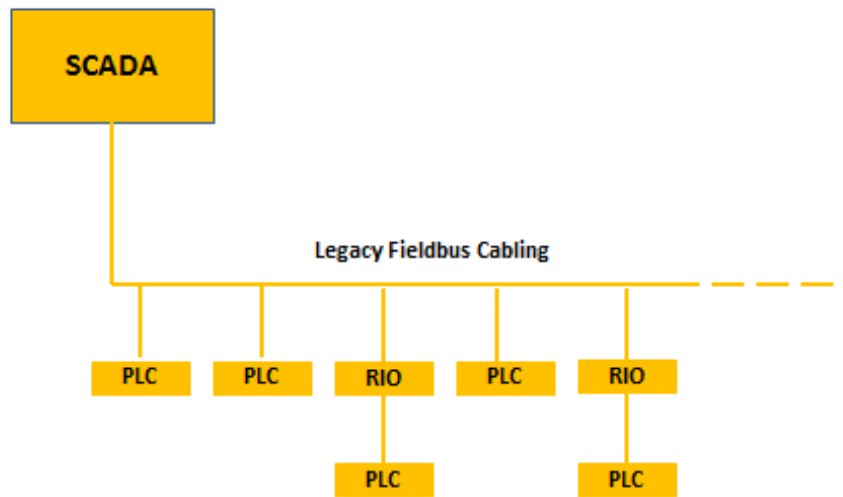 SCADA
Legacy Fieldbus Cabling
PLC
PLC
RIO
PLC
RIO
PLC
PLC